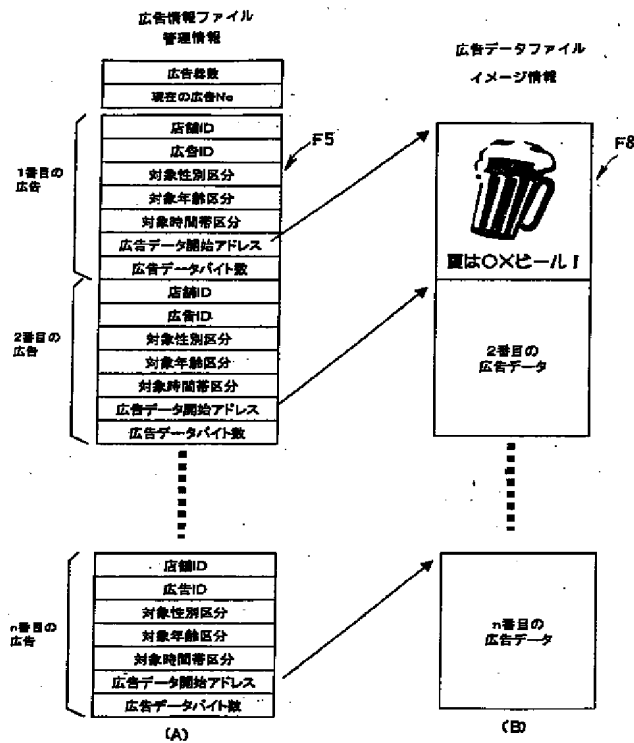 広告情報ファイル
管理情報
広告総数
現在の広告No
1番目の
広告
店舗ID
広告ID
対象性別区分
対象年齢区分
対象時間帯区分
広告データ開始アドレス
広告データバイト数
F5
2番目の
広告
店舗ID
広告ID
対象性別区分
対象年齢区分
対象時間帯区分
広告データ開始アドレス
広告データバイト数
n番目の
広告
店舗ID
広告ID
対象性別区分
対象年齢区分
対象時間帯区分
広告データ開始アドレス
広告データバイト数
(A)
広告データファイル
イメージ情報
F8
夏は〇×ビール!
2番目の
広告データ
n番目の
広告データ
(B)